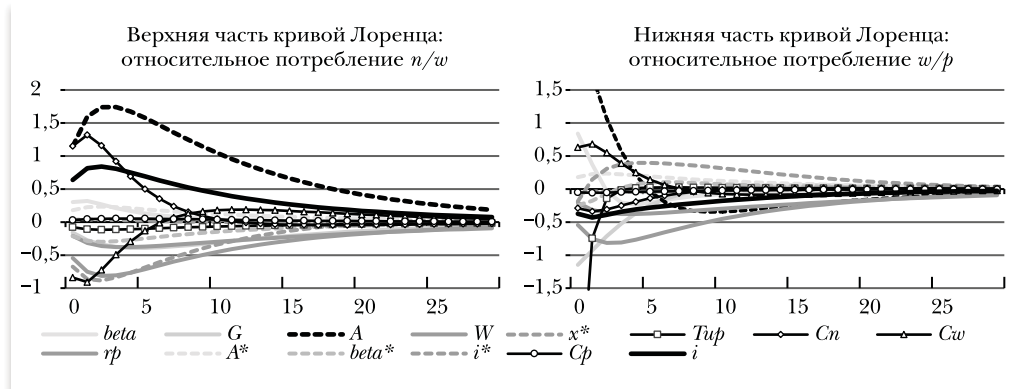 Верхняя часть кривой Лоренца:
относительное потребление n/w
2
1,5
1
0,5
0
−0,5
−1
0 5 10 15 20 25
Нижняя часть кривой Лоренца:
относительное потребление w/p
1,5
1
0,5
0
−0,5
−1
−1,5
0 5 10 15 20 25
beta G A W x* Tup Cn Cw
rp A* beta* i* Cp i